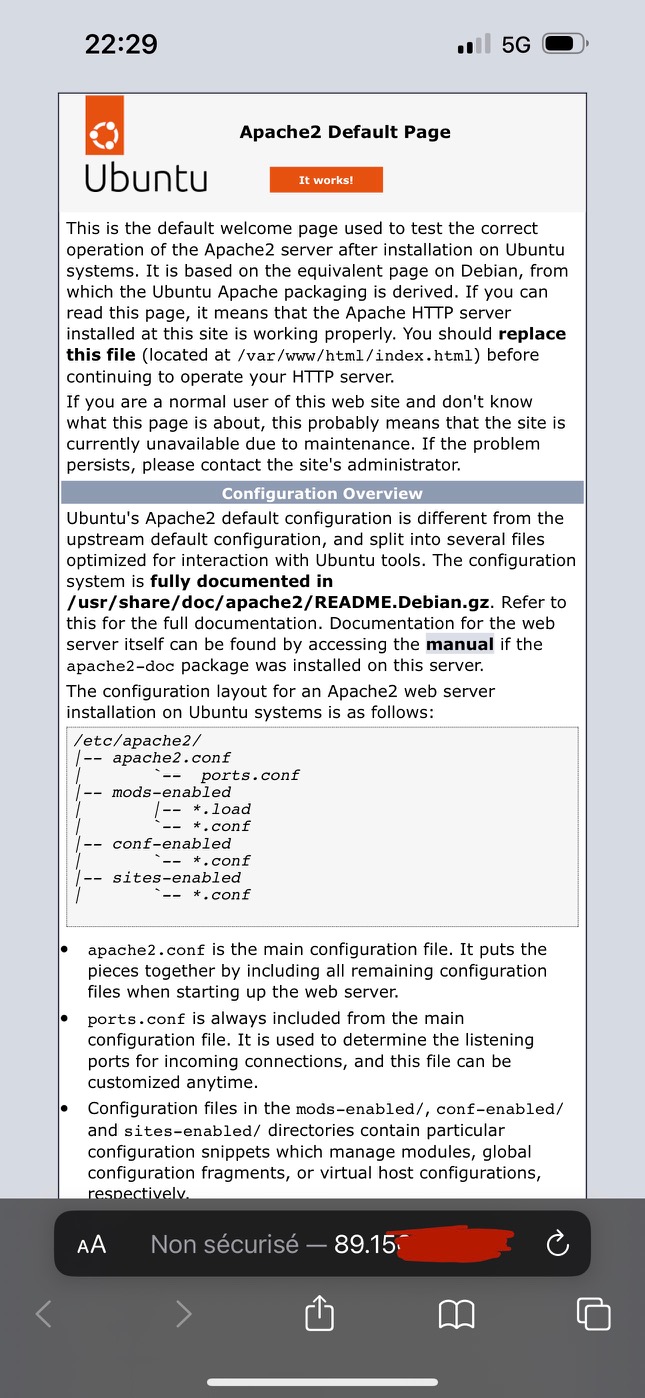 22:29
5G
Apache2 Default Page
Ubuntu
It works!
This is the default welcome page used to test the correct
operation of the Apache2 server after installation on Ubuntu
systems. It is based on the equivalent page on Debian, from
which the Ubuntu Apache packaging is derived. If you can
read this page, it means that the Apache HTTP server
installed at this site is working properly. You should replace
this file (located at /var/www/html/index.html) before
continuing to operate your HTTP server.
If you are a normal user of this web site and don't know
what this page is about, this probably means that the site is
currently unavailable due to maintenance. If the problem
persists, please contact the site's administrator.
Configuration Overview
Ubuntu's Apache2 default configuration is different from the
upstream default configuration, and split into several files
optimized for interaction with Ubuntu tools. The configuration
system is fully documented in
/usr/share/doc/apache2/README.Debian.gz. Refer to
this for the full documentation. Documentation for the web
server itself can be found by accessing the manual if the
apache2-doc package was installed on this server.
The configuration layout for an Apache2 web server
installation on Ubuntu systems is as follows:
/etc/apache2/
|-- apache2.conf
|       `--  ports.conf
|-- mods-enabled
|       |-- *.load
|       `-- *.conf
|-- conf-enabled
|       `-- *.conf
|-- sites-enabled
|       `-- *.conf
• apache2.conf is the main configuration file. It puts the
pieces together by including all remaining configuration
files when starting up the web server.
• ports.conf is always included from the main
configuration file. It is used to determine the listening
ports for incoming connections, and this file can be
customized anytime.
• Configuration files in the mods-enabled/, conf-enabled/
and sites-enabled/ directories contain particular
configuration snippets which manage modules, global
configuration fragments, or virtual host configurations,
respectively.
AA Non sécurisé — 89.15